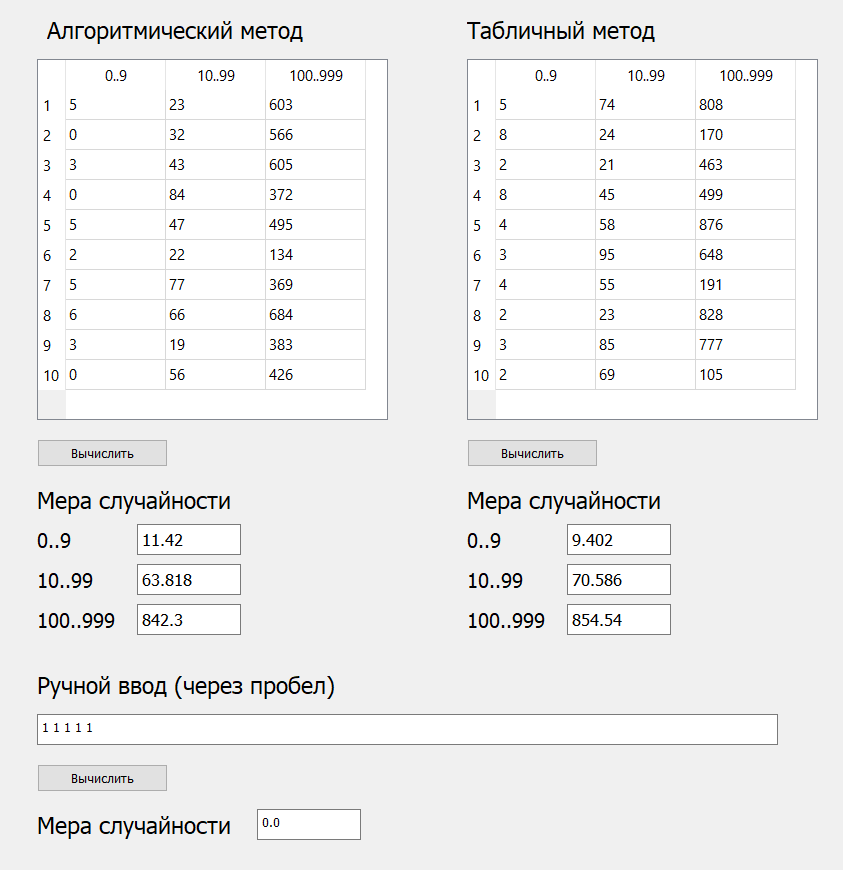 Алгоритмический метод Табличный метод
0..9 10..99 100..999 0..9 10..99 100..999
1 5 23 603 1 5 74 808
2 0 32 566 2 8 24 170
3 3 43 605 3 2 21 463
4 0 84 372 4 8 45 499
5 5 47 495 5 4 58 876
6 2 22 134 6 3 95 648
7 5 77 369 7 4 55 191
8 6 66 684 8 2 23 828
9 3 19 383 9 3 85 777
10 0 56 426 10 2 69 105
Вычислить Вычислить
Мера случайности Мера случайности
0..9 11.42 0..9 9.402
10..99 63.818 10..99 70.586
100..999 842.3 100..999 854.54
Ручной ввод (через пробел)
1 1 1 1 1
Вычислить
Мера случайности 0.0